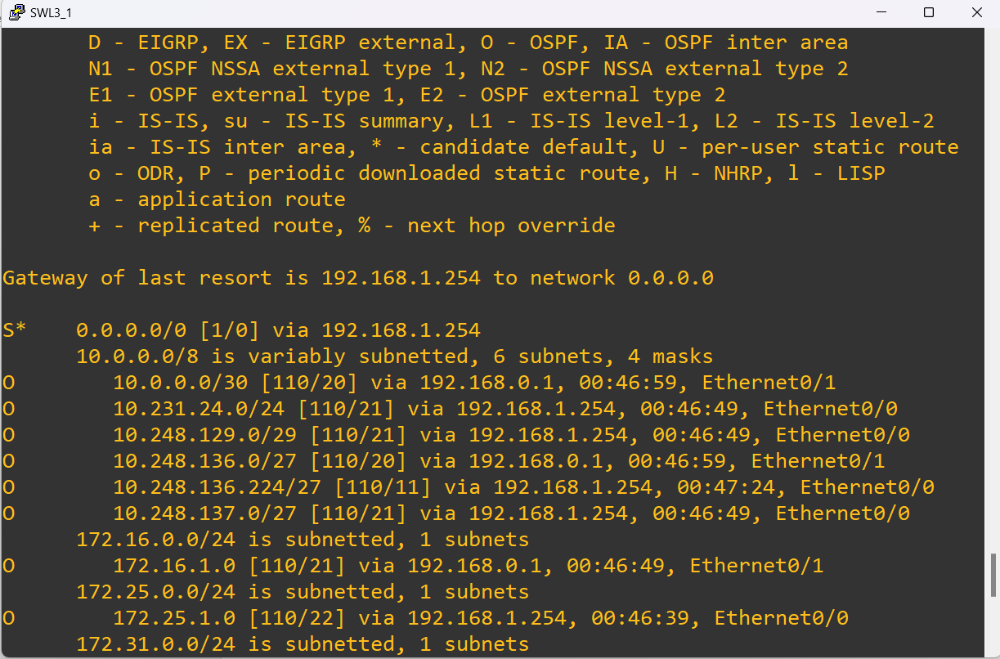 SWL3_1
D - EIGRP, EX - EIGRP external, O - OSPF, IA - OSPF inter area
N1 - OSPF NSSA external type 1, N2 - OSPF NSSA external type 2
E1 - OSPF external type 1, E2 - OSPF external type 2
i - IS-IS, su - IS-IS summary, L1 - IS-IS level-1, L2 - IS-IS level-2
ia - IS-IS inter area, * - candidate default, U - per-user static route
o - ODR, P - periodic downloaded static route, H - NHRP, l - LISP
a - application route
+ - replicated route, % - next hop override
Gateway of last resort is 192.168.1.254 to network 0.0.0.0
S*    0.0.0.0/0 [1/0] via 192.168.1.254
10.0.0.0/8 is variably subnetted, 6 subnets, 4 masks
O        10.0.0.0/30 [110/20] via 192.168.0.1, 00:46:59, Ethernet0/1
O        10.231.24.0/24 [110/21] via 192.168.1.254, 00:46:49, Ethernet0/0
O        10.248.129.0/29 [110/21] via 192.168.1.254, 00:46:49, Ethernet0/0
O        10.248.136.0/27 [110/20] via 192.168.0.1, 00:46:59, Ethernet0/1
O        10.248.136.224/27 [110/11] via 192.168.1.254, 00:47:24, Ethernet0/0
O        10.248.137.0/27 [110/21] via 192.168.1.254, 00:46:49, Ethernet0/0
172.16.0.0/24 is subnetted, 1 subnets
O        172.16.1.0 [110/21] via 192.168.0.1, 00:46:49, Ethernet0/1
172.25.0.0/24 is subnetted, 1 subnets
O        172.25.1.0 [110/22] via 192.168.1.254, 00:46:39, Ethernet0/0
172.31.0.0/24 is subnetted, 1 subnets